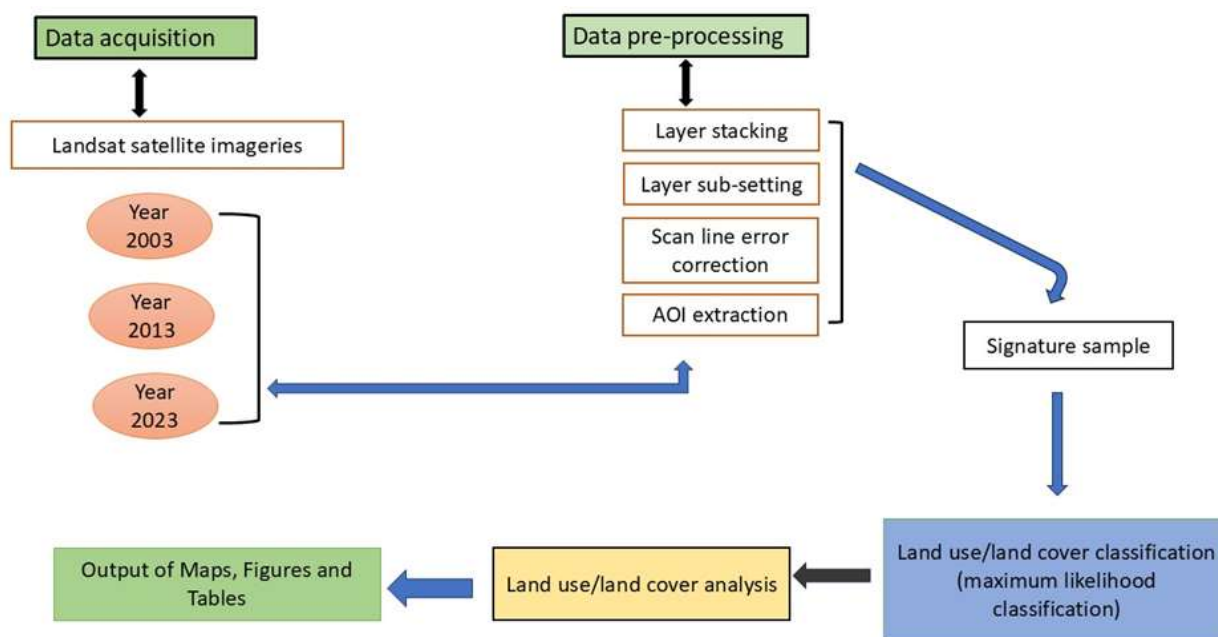 Data acquisition
Landsat satellite imageries
Year
2003
Year
2013
Year
2023
Data pre-processing
Layer stacking
Layer sub-setting
Scan line error
correction
AOI extraction
Signature sample
Land use/land cover classification
(maximum likelihood
classification)
Land use/land cover analysis
Output of Maps, Figures and
Tables